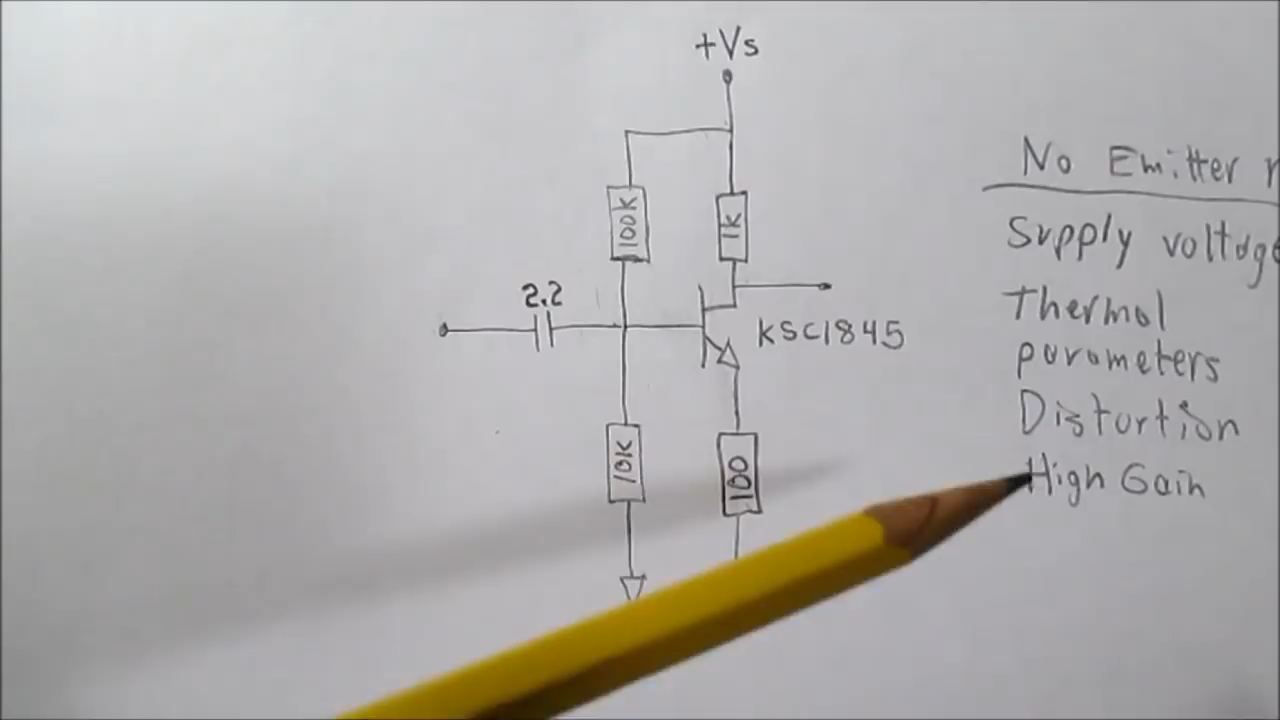 +Vs
100k
1k
2.2
KSC1845
10k
100
No Emitter
Supply voltage
Thermal
parameters
Distortion
High Gain